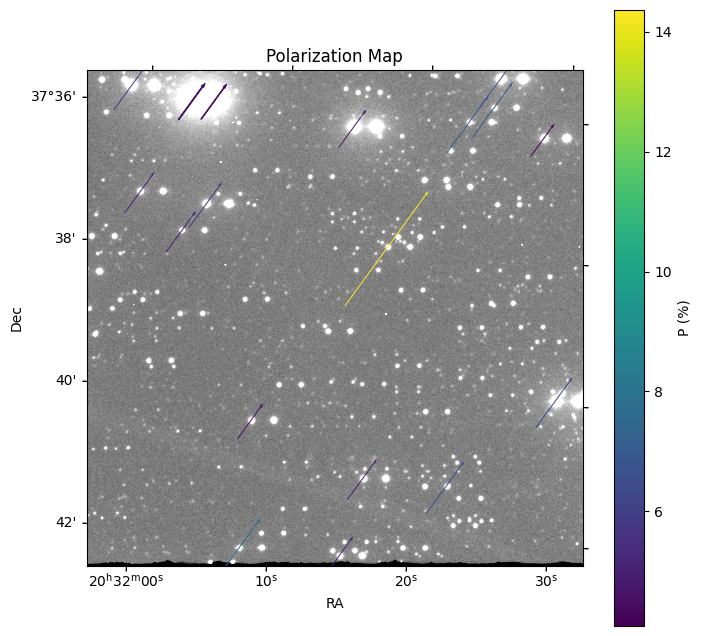 Polarization Map
37°36'
38'
40'
42'
Dec
20h32m00s
10s
20s
30s
RA
14
12
10
8
6
P (%)